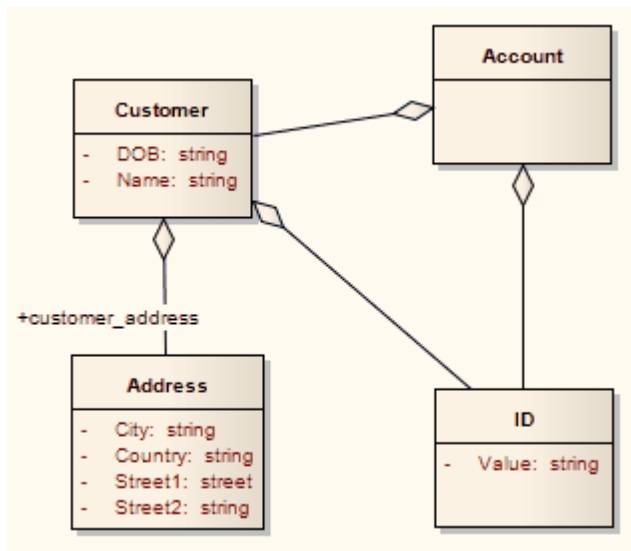 Account
Customer
- DOB: string
- Name: string
+customer_address
Address
- City: string
- Country: string
- Street1: street
- Street2: string
ID
- Value: string